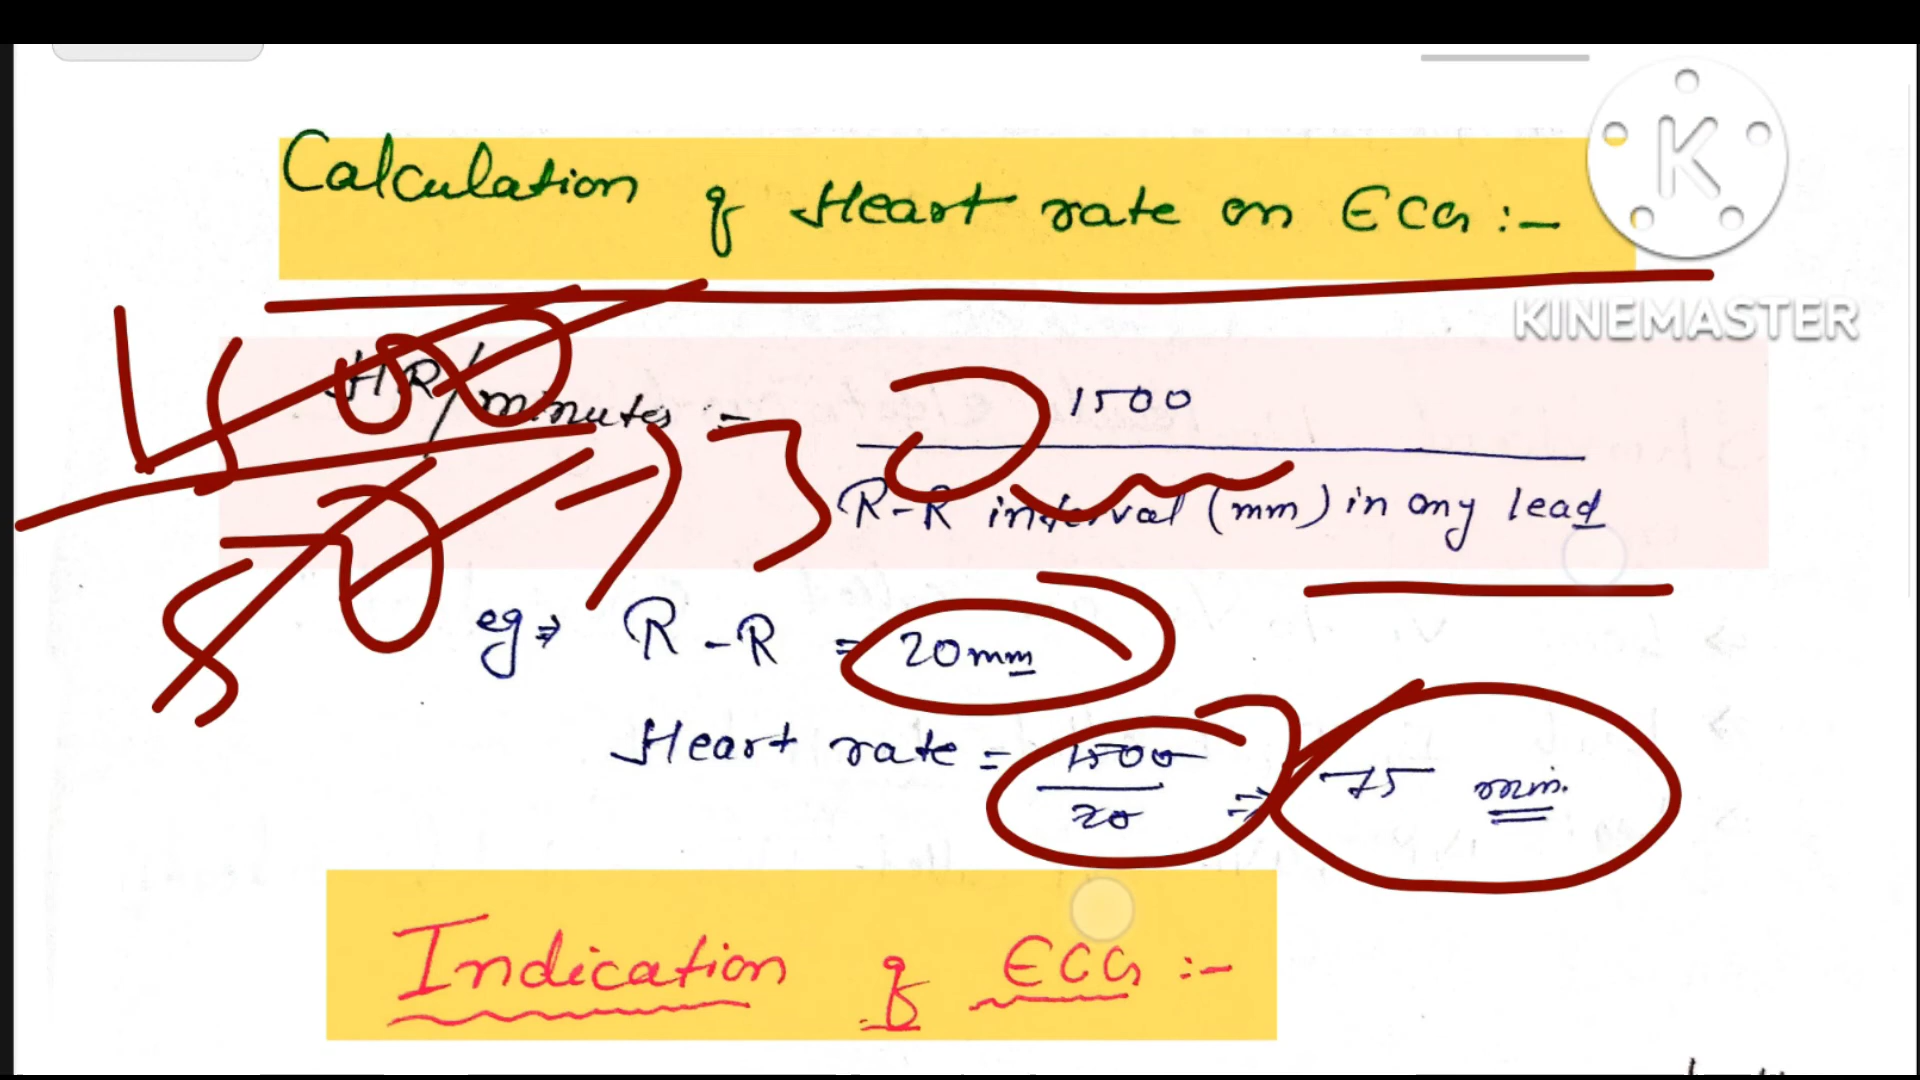 Calculation of Heart rate on ECG :-
K
KINEMASTER
HR/minutes = 1500
R-R interval (mm) in any lead
eg ⇒ R-R = 20mm
Heart rate = 1500
20 ⇒ 75 min.
Indication of ECG :-